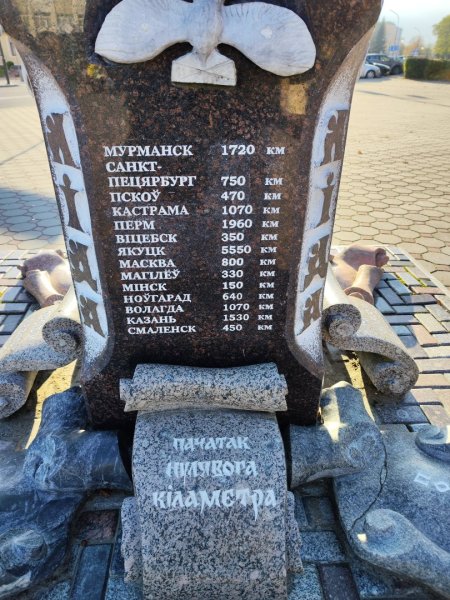 МУРМАНСК 1720 КМ
САНКТ-
ПЕЦЯРБУРГ 750 КМ
ПСКОЎ 470 КМ
КАСТРАМА 1070 КМ
ПЕРМ 1960 КМ
ВІЦЕБСК 350 КМ
ЯКУЦК 5550 КМ
МАСКВА 800 КМ
МАГІЛЁЎ 330 КМ
МІНСК 150 КМ
НОЎГАРАД 640 КМ
ВОЛАГДА 1070 КМ
КАЗАНЬ 1530 КМ
СМАЛЕНСК 450 КМ
ПАЧАТАК
НУЛЯВОГА
КІЛАМЕТРА